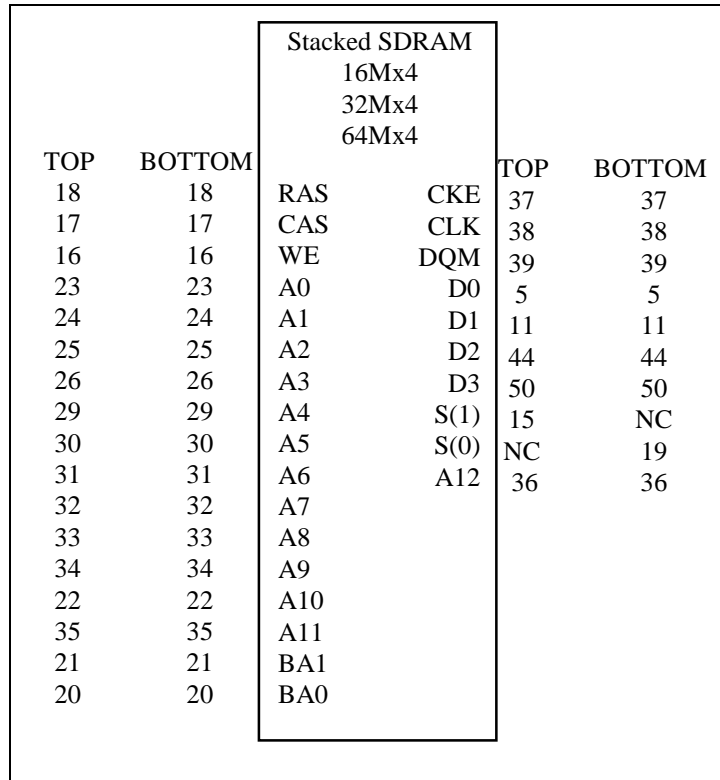 Stacked SDRAM
16Mx4
32Mx4
64Mx4
TOP BOTTOM TOP BOTTOM
18 18 RAS CKE 37 37
17 17 CAS CLK 38 38
16 16 WE DQM 39 39
23 23 A0 D0 5 5
24 24 A1 D1 11 11
25 25 A2 D2 44 44
26 26 A3 D3 50 50
29 29 A4 S(1) 15 NC
30 30 A5 S(0) NC 19
31 31 A6 A12 36 36
32 32 A7
33 33 A8
34 34 A9
22 22 A10
35 35 A11
21 21 BA1
20 20 BA0